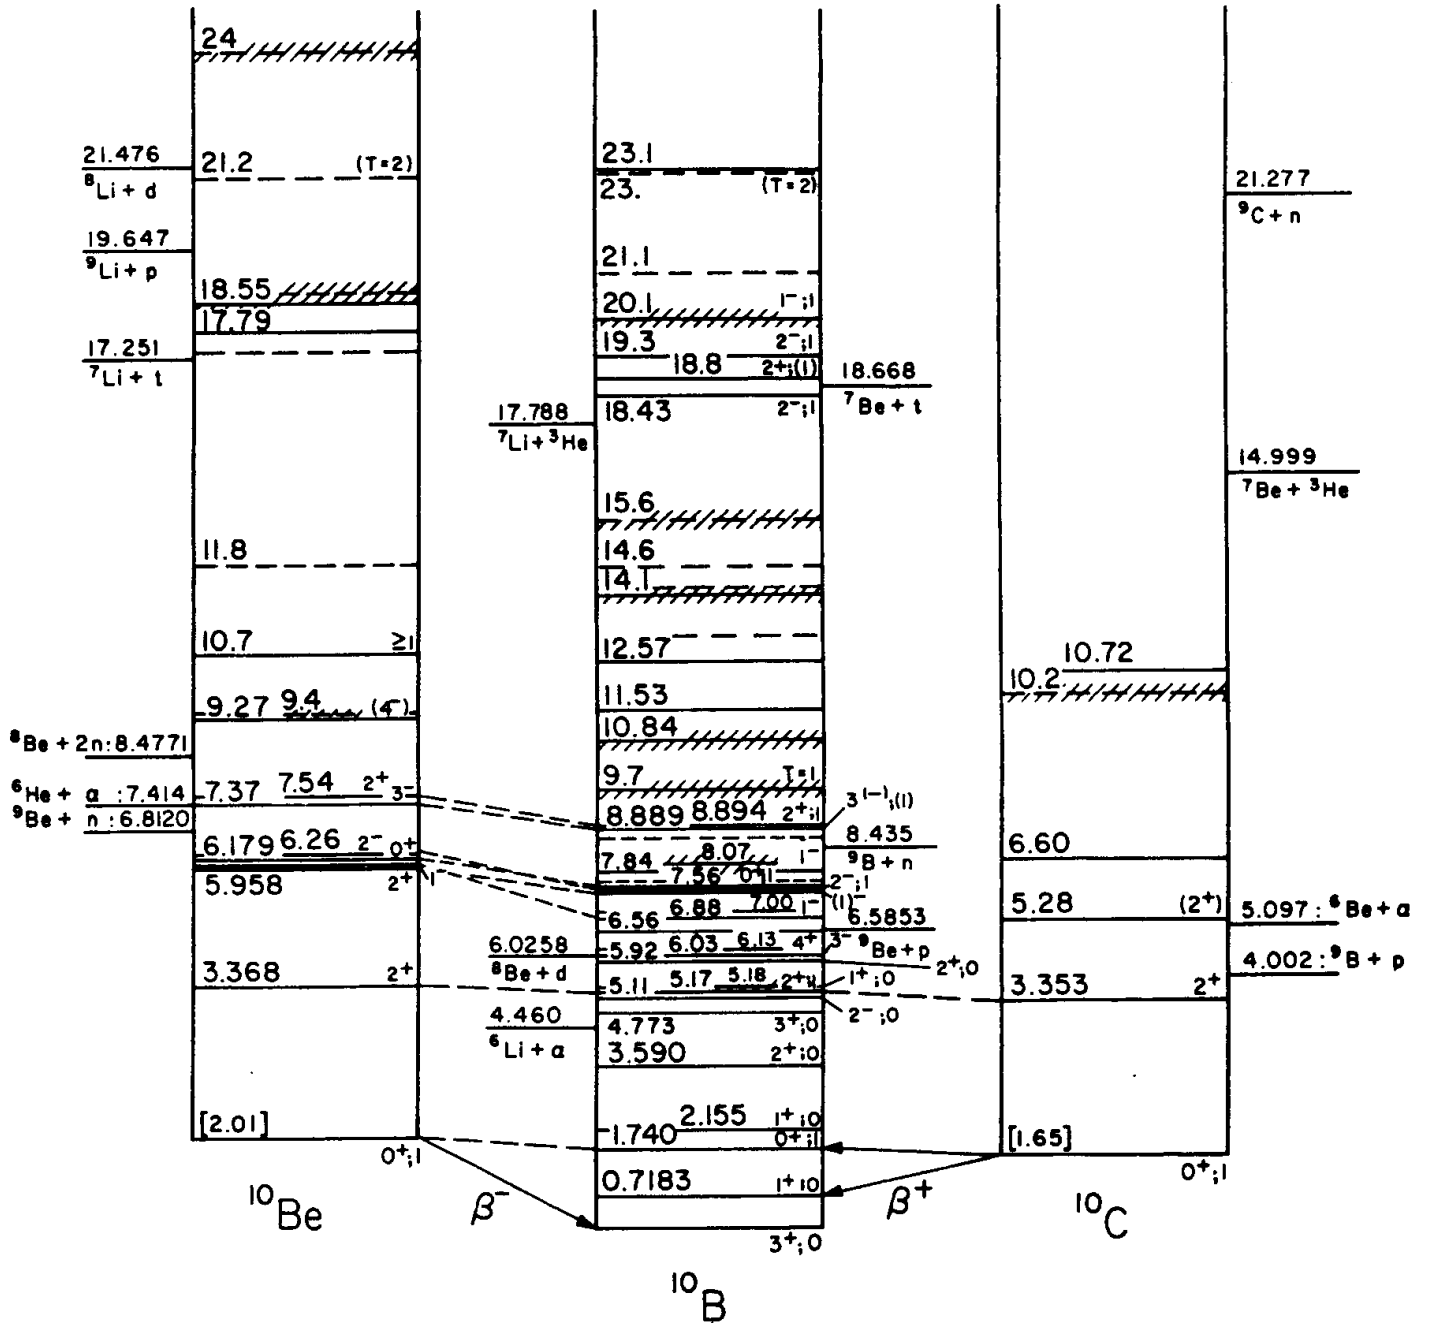 24
21.476
⁸Li + d
21.2 (T=2)
19.647
⁹Li + p
18.55
17.79
17.251
⁷Li + t
11.8
10.7 ≥1
9.27 9.4 (4⁻)
⁸Be + 2n : 8.4771
⁶He + α : 7.414
7.37 7.54 2⁺ 3⁻
⁹Be + n : 6.8120
6.179 6.26 2⁻ 0⁺
5.958 2⁺ 1⁻
3.368 2⁺
[2.01]
0⁺;1
¹⁰Be
β⁻
23.1
23. (T=2)
21.1
20.1 1⁻;1
19.3 2⁻;1
18.8 2⁺;(1)
18.668
⁷Be + t
18.43 2⁻;1
17.788
⁷Li + ³He
15.6
14.6
14.1
12.57
11.53
10.84
9.7 T=1
8.889 8.894 2⁺;1
3⁽⁻⁾;(1)
8.435
⁹B + n
7.84 8.07 1⁻
7.56 0⁺;1
2⁻;1
6.88 7.00 1⁻ (1)⁻
6.56
6.5853
⁹Be + p
6.0258
⁸Be + d
5.92 6.03 6.13 4⁺ 3⁻
2⁺;0
5.11 5.17 5.18 2⁺;1
1⁺;0
2⁻;0
4.773 3⁺;0
4.460
⁶Li + α
3.590 2⁺;0
2.155 1⁺;0
1.740 0⁺;1
0.7183 1⁺;0
3⁺;0
¹⁰B
β⁺
21.277
⁹C + n
14.999
⁷Be + ³He
10.72
10.2
6.60
5.28 (2⁺)
5.097 : ⁶Be + α
4.002 : ⁹B + p
3.353 2⁺
[1.65]
0⁺;1
¹⁰C